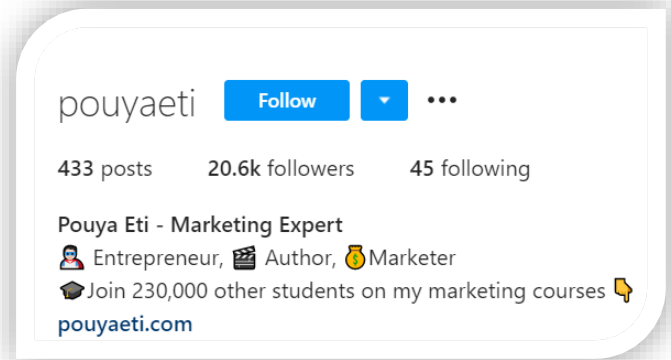 pouyaeti Follow
433 posts 20.6k followers 45 following
Pouya Eti - Marketing Expert
Entrepreneur, 🎬 Author, 💰Marketer
🎓Join 230,000 other students on my marketing courses 👇
pouyaeti.com